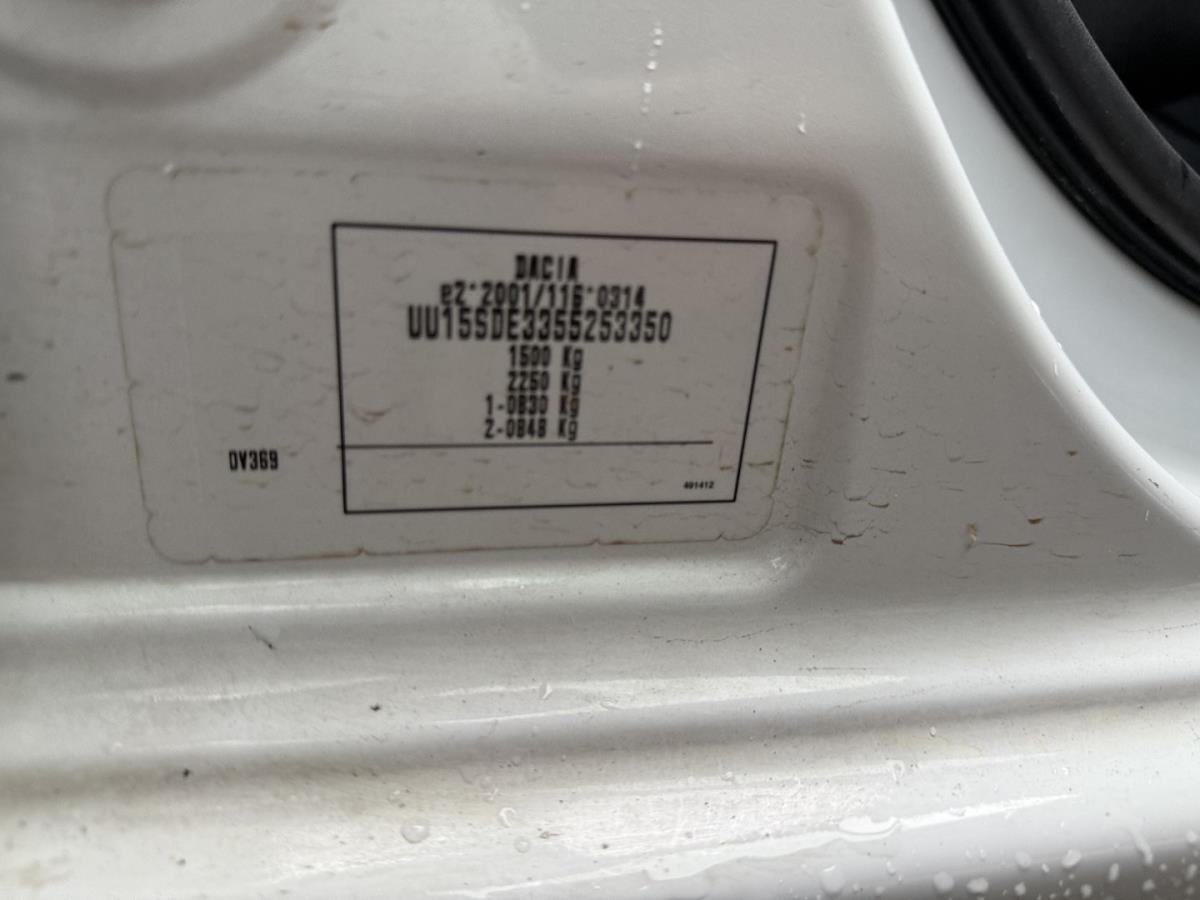 DACIA
e2*2001/116*0314
UU15SDE3355253350
1500 Kg
2250 Kg
1-0830 Kg
2-0848 Kg
DV369
491412